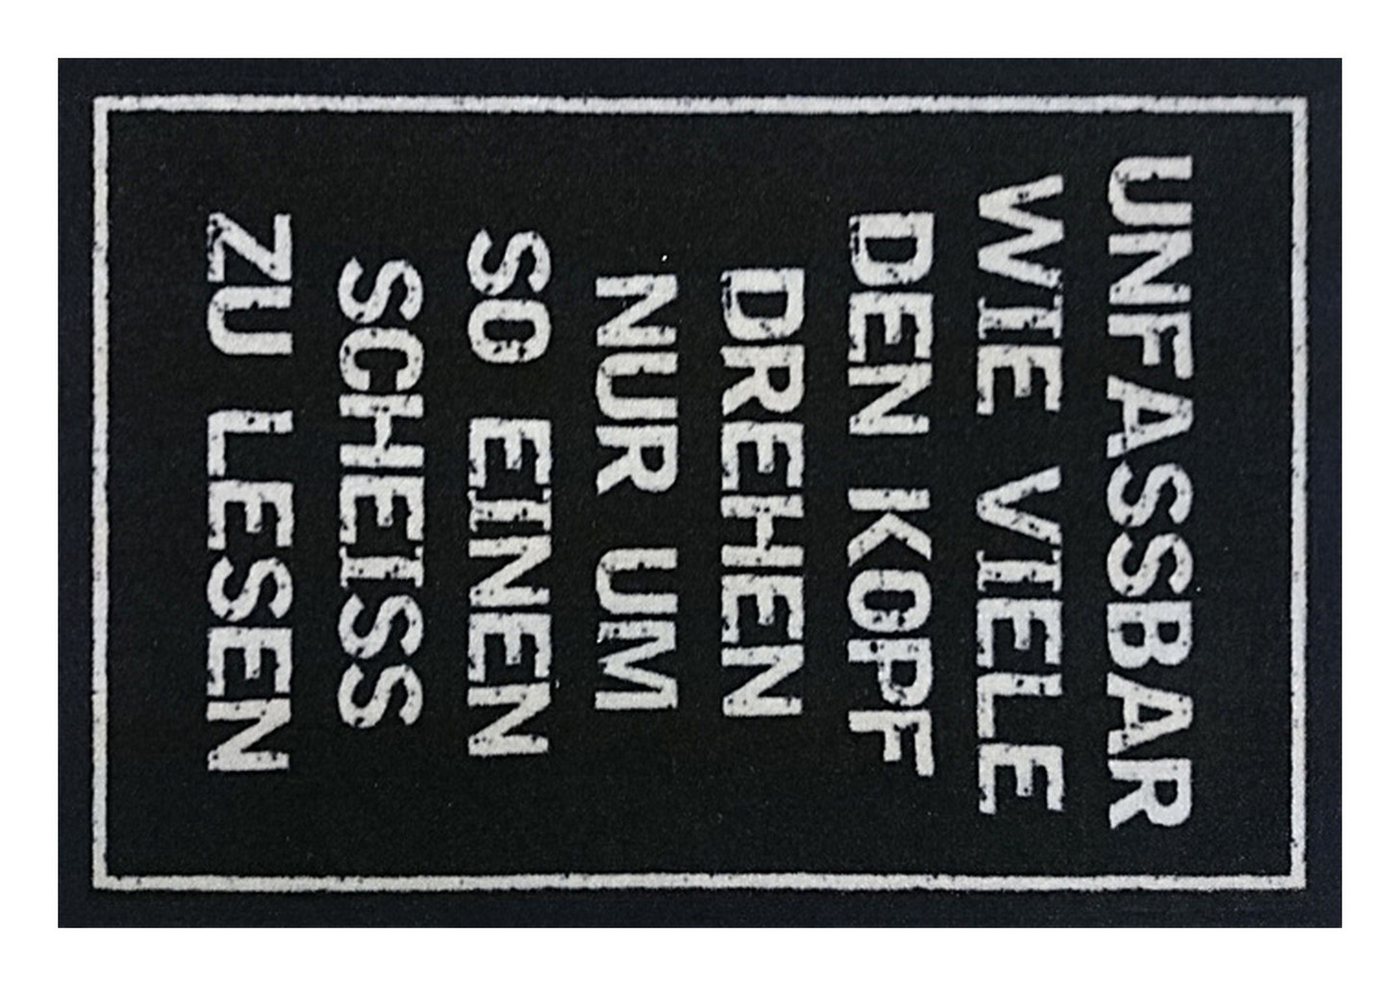 UNFASSBAR
WIE VIELE
DEN KOPF
DREHEN
NUR UM
SO EINEN
SCHEISS
ZU LESEN